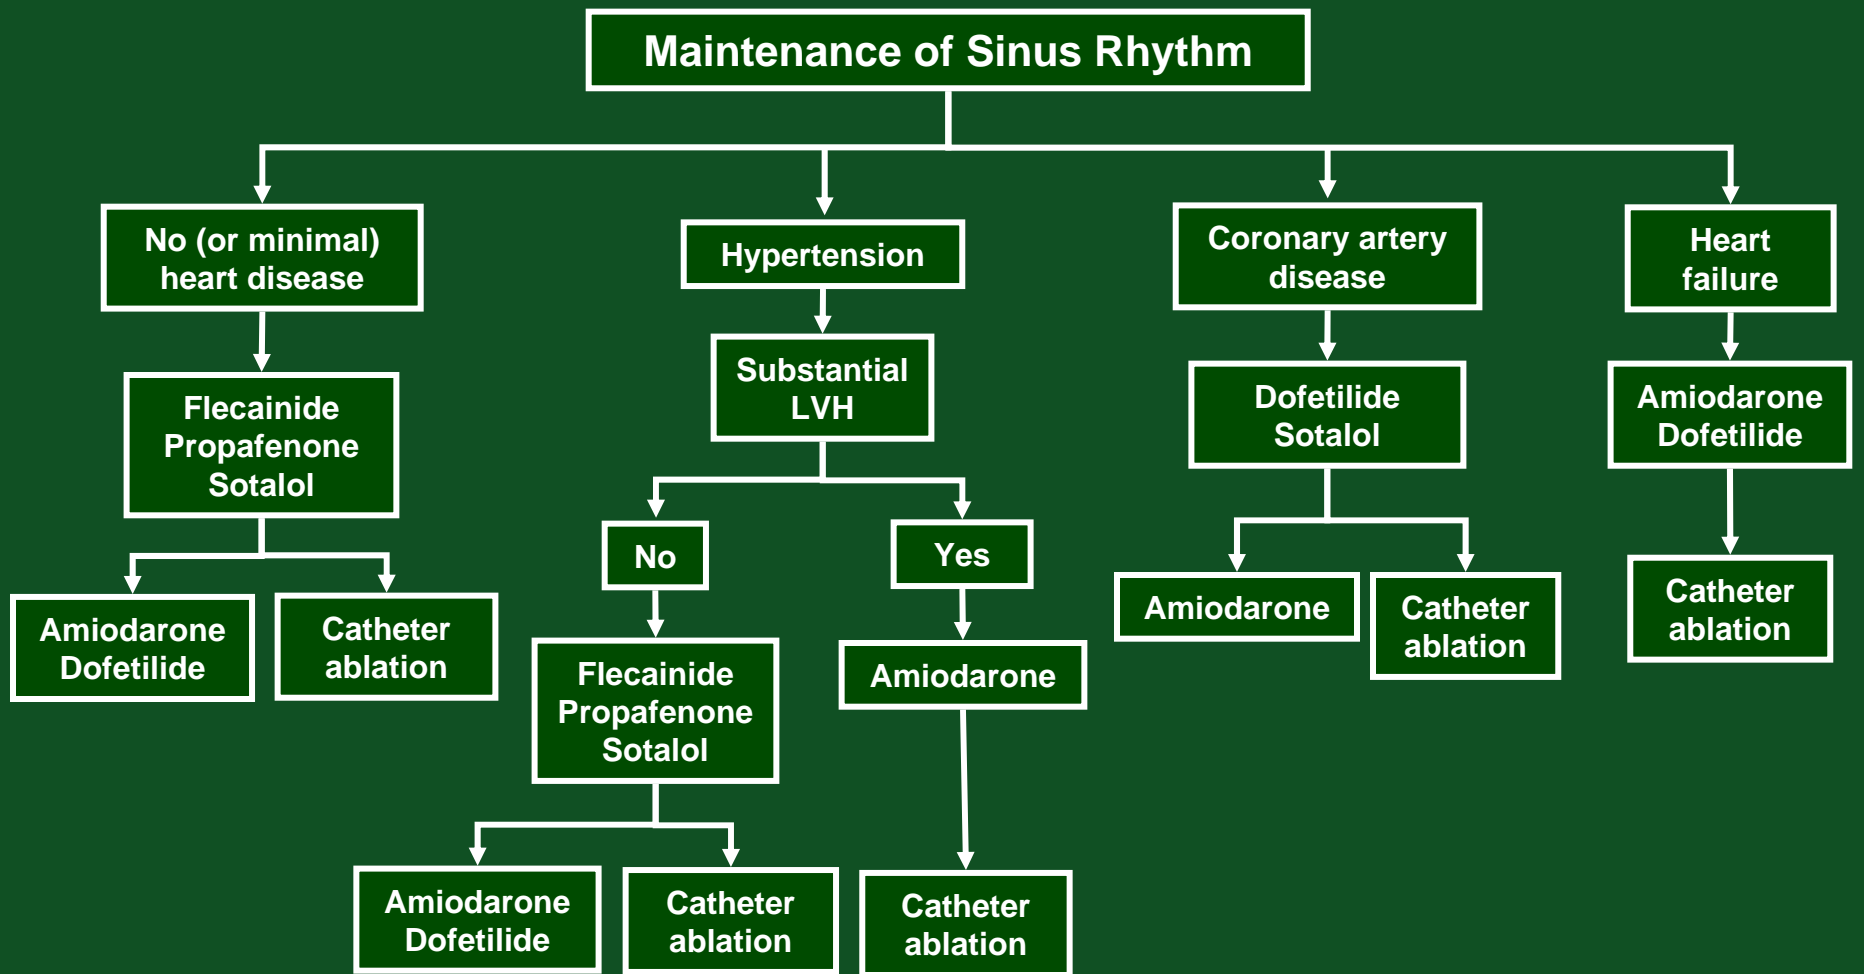 Maintenance of Sinus Rhythm
No (or minimal)
heart disease
Hypertension
Coronary artery
disease
Heart
failure
Flecainide
Propafenone
Sotalol
Substantial
LVH
Dofetilide
Sotalol
Amiodarone
Dofetilide
No
Yes
Amiodarone
Dofetilide
Catheter
ablation
Flecainide
Propafenone
Sotalol
Amiodarone
Amiodarone
Catheter
ablation
Catheter
ablation
Amiodarone
Dofetilide
Catheter
ablation
Catheter
ablation